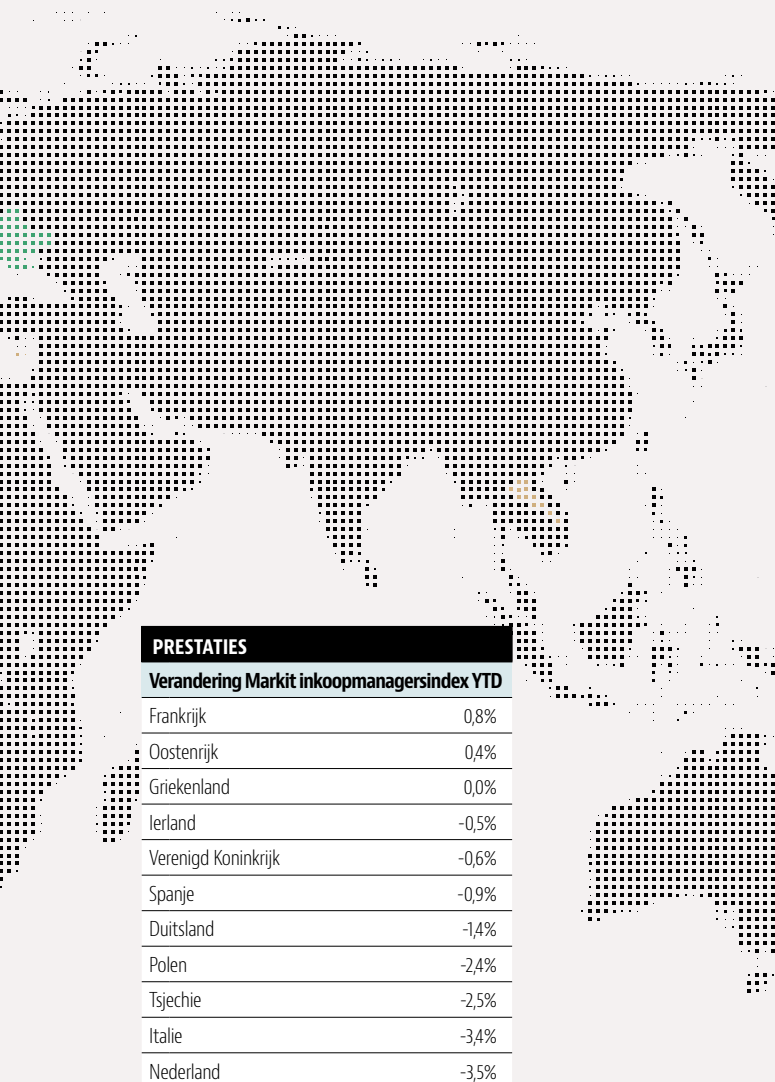 PRESTATIES
Verandering Markit inkoopmanagersindex YTD
Frankrijk 0,8%
Oostenrijk 0,4%
Griekenland 0,0%
Ierland -0,5%
Verenigd Koninkrijk -0,6%
Spanje -0,9%
Duitsland -1,4%
Polen -2,4%
Tsjechie -2,5%
Italie -3,4%
Nederland -3,5%